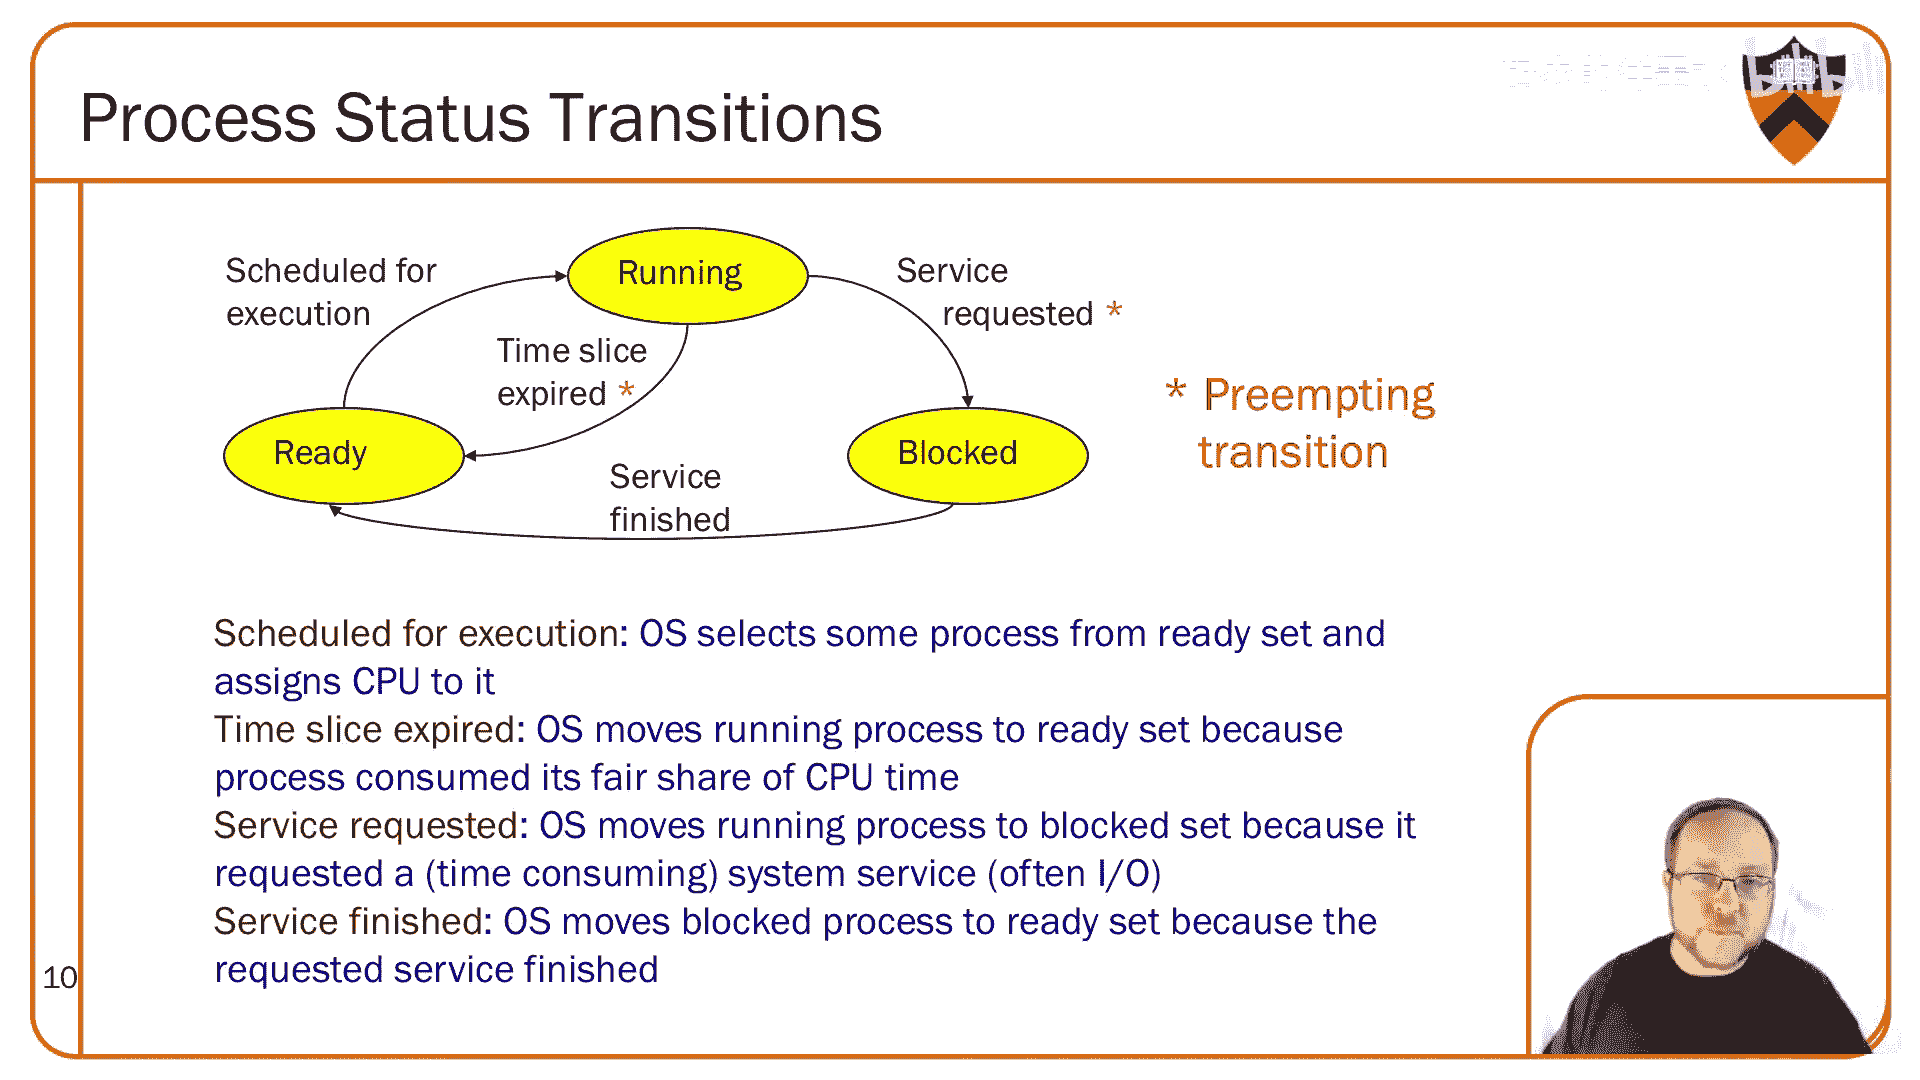 Process Status Transitions
Scheduled for
execution
Running
Service
requested *
Time slice
expired *
* Preempting
transition
Ready
Blocked
Service
finished
Scheduled for execution: OS selects some process from ready set and
assigns CPU to it
Time slice expired: OS moves running process to ready set because
process consumed its fair share of CPU time
Service requested: OS moves running process to blocked set because it
requested a (time consuming) system service (often I/O)
Service finished: OS moves blocked process to ready set because the
requested service finished
10